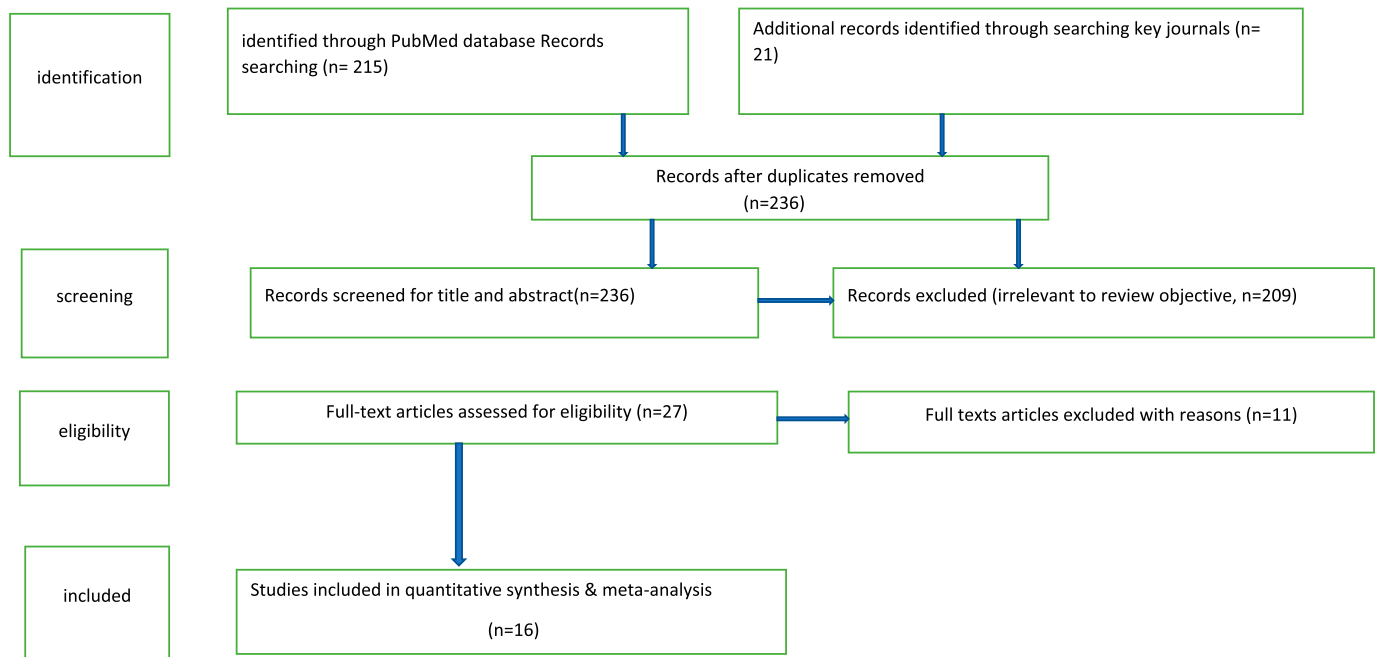 identification
identified through PubMed database Records
searching (n= 215)
Additional records identified through searching key journals (n=
21)
Records after duplicates removed
(n=236)
screening
Records screened for title and abstract(n=236)
Records excluded (irrelevant to review objective, n=209)
eligibility
Full-text articles assessed for eligibility (n=27)
Full texts articles excluded with reasons (n=11)
included
Studies included in quantitative synthesis & meta-analysis
(n=16)